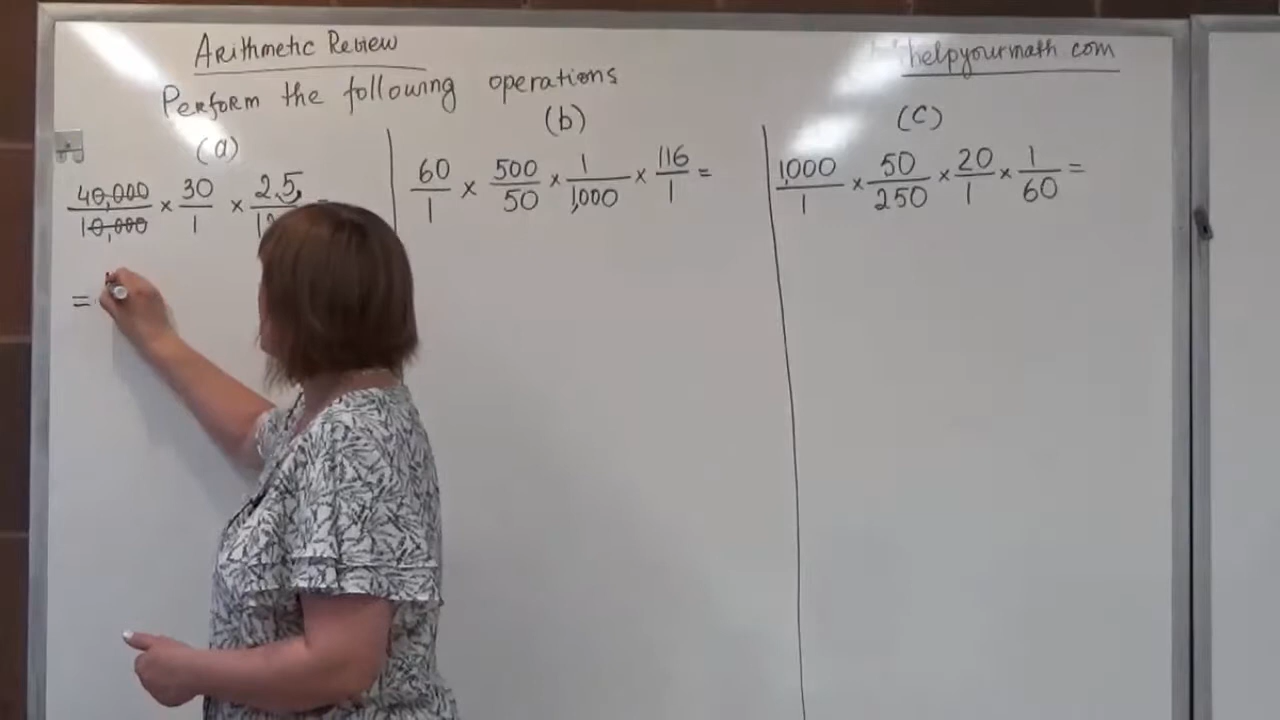 Arithmetic Review
helpyourmath com
Perform the following operations
(a)
40,000/10,000 × 30/1 × 2.5
=
(b)
60/1 × 500/50 × 1/1,000 × 116/1 =
(c)
1,000/1 × 50/250 × 20/1 × 1/60 =